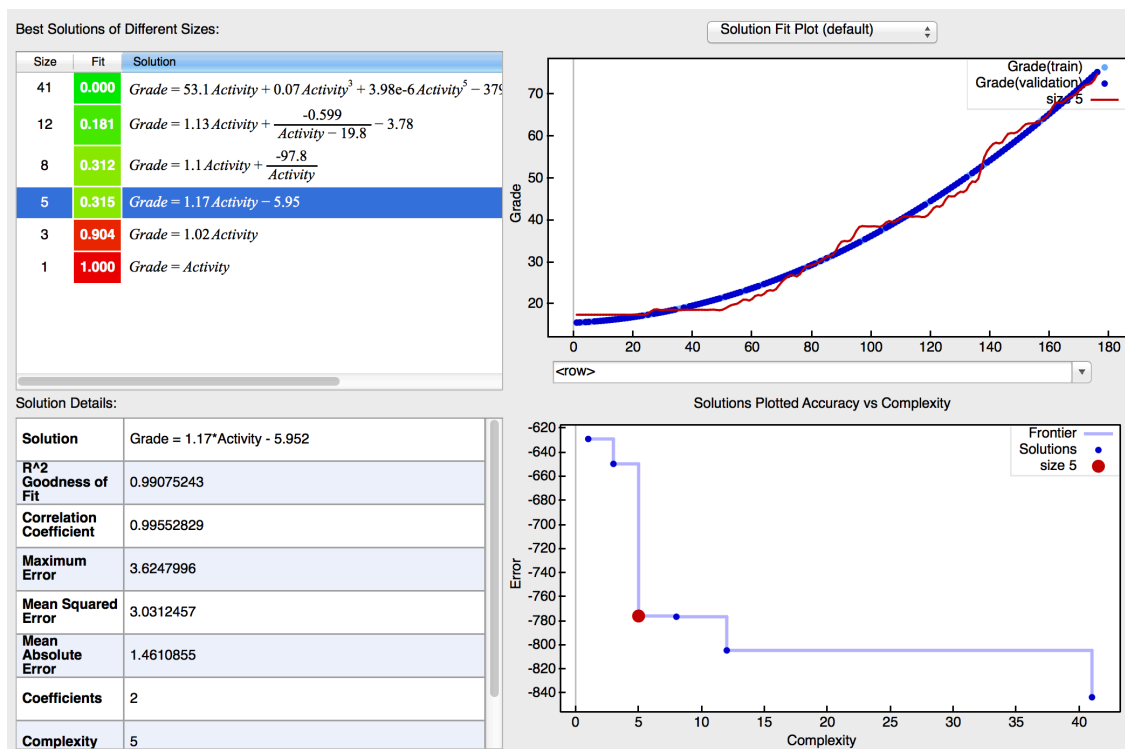 Best Solutions of Different Sizes:
Size Fit Solution
41 0.000 Grade = 53.1 Activity + 0.07 Activity³ + 3.98e-6 Activity⁵ − 379
12 0.181 Grade = 1.13 Activity + -0.599 / Activity − 19.8 − 3.78
8 0.312 Grade = 1.1 Activity + -97.8 / Activity
5 0.315 Grade = 1.17 Activity − 5.95
3 0.904 Grade = 1.02 Activity
1 1.000 Grade = Activity
Solution Details:
Solution Grade = 1.17*Activity - 5.952
R^2
Goodness of
Fit
0.99075243
Correlation
Coefficient
0.99552829
Maximum
Error
3.6247996
Mean Squared
Error
3.0312457
Mean
Absolute
Error
1.4610855
Coefficients 2
Complexity 5
Solution Fit Plot (default)
Grade(train)
Grade(validation)
size 5
Grade
70
60
50
40
30
20
0 20 40 60 80 100 120 140 160 180
<row>
Solutions Plotted Accuracy vs Complexity
Frontier
Solutions
size 5
Error
-620
-640
-660
-680
-700
-720
-740
-760
-780
-800
-820
-840
0 5 10 15 20 25 30 35 40
Complexity